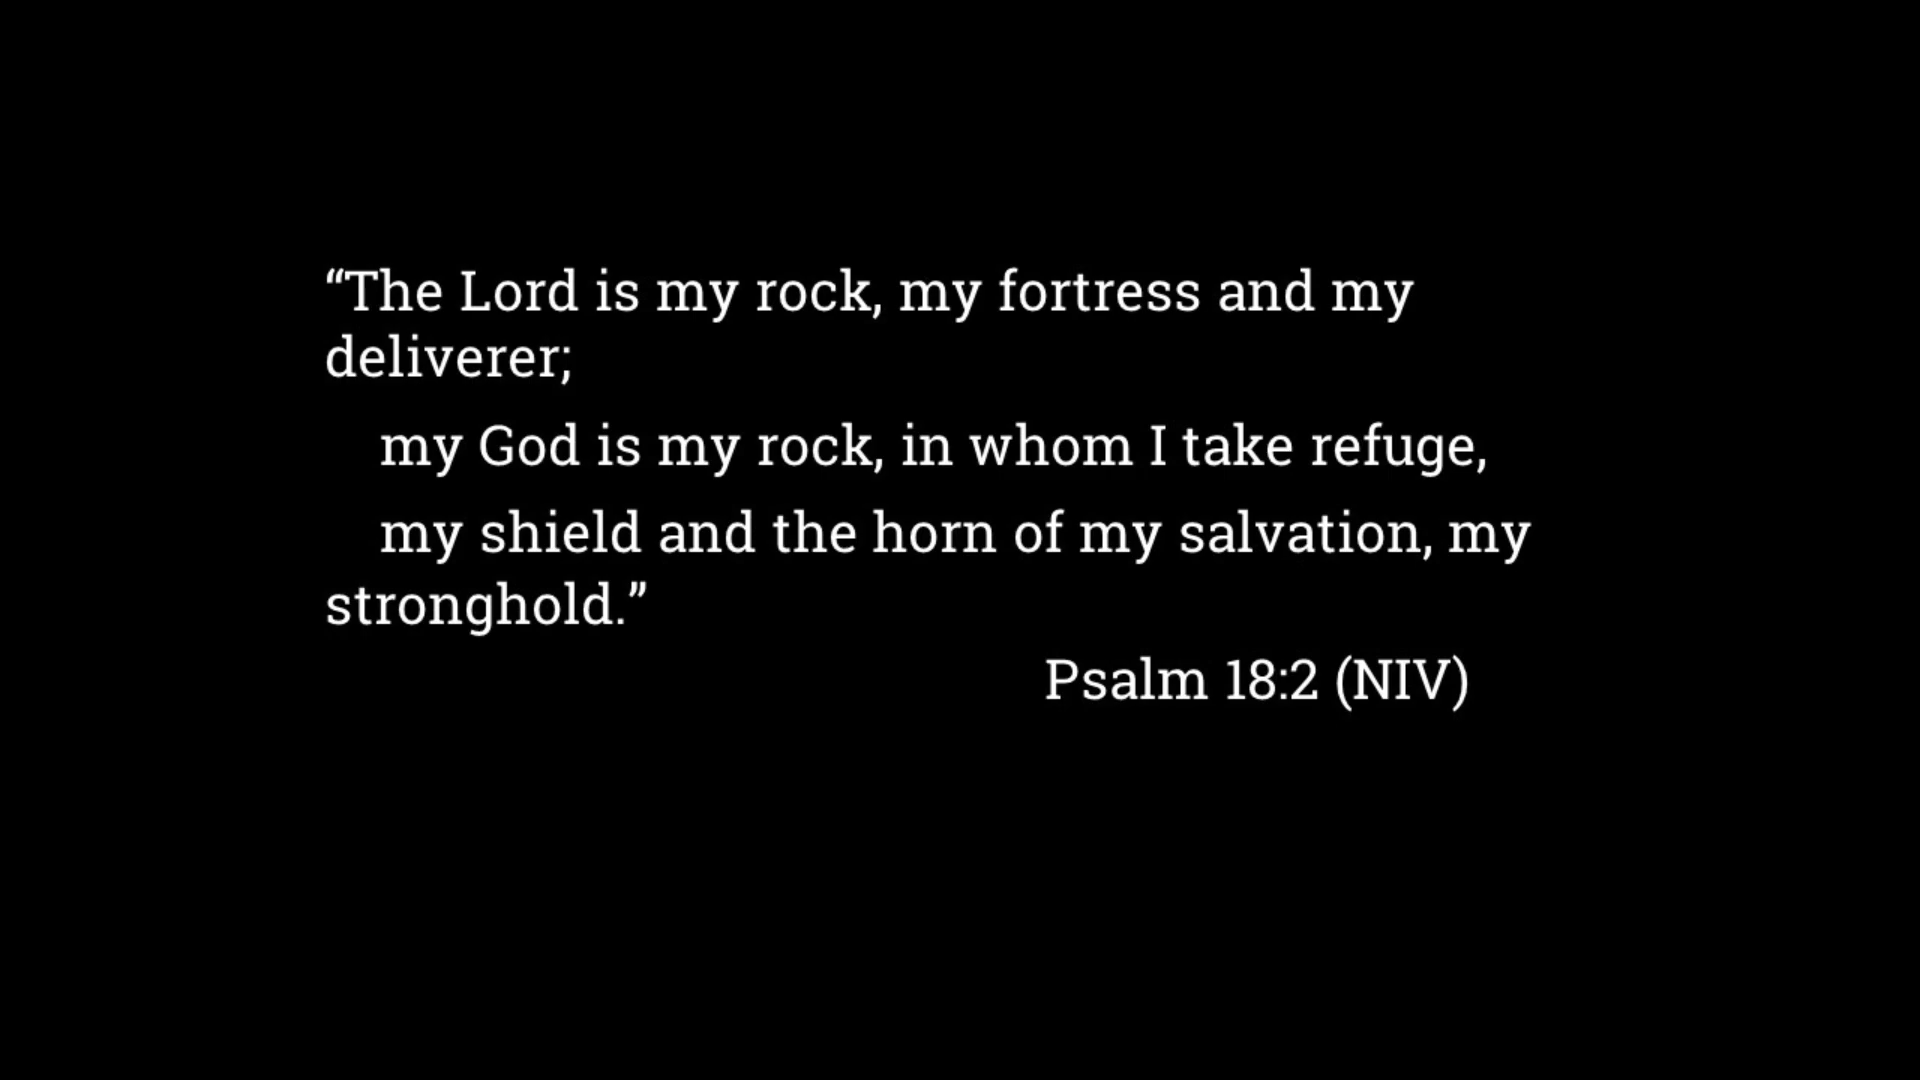 “The Lord is my rock, my fortress and my
deliverer;
my God is my rock, in whom I take refuge,
my shield and the horn of my salvation, my
stronghold.”
Psalm 18:2 (NIV)